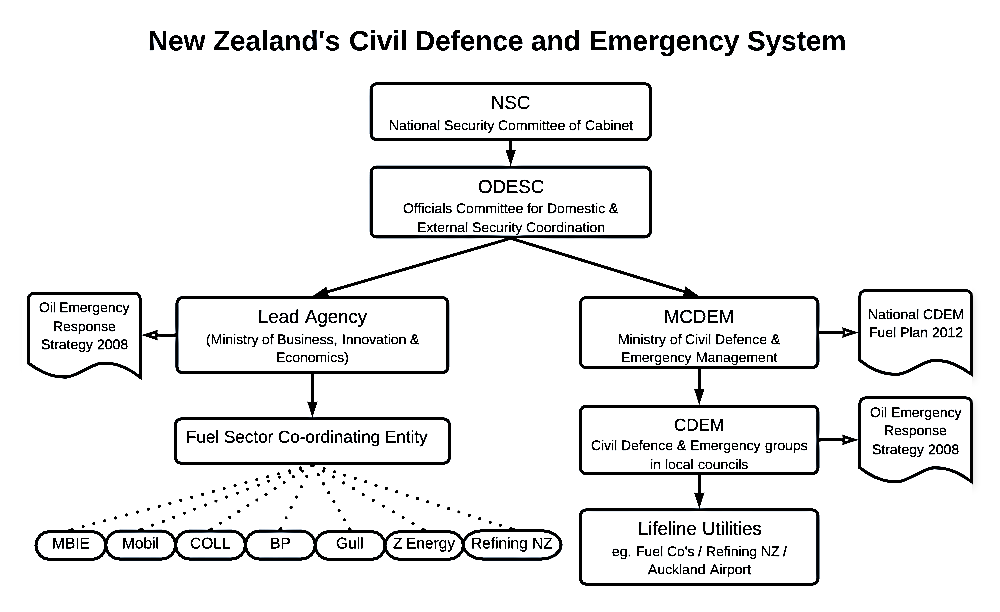 New Zealand's Civil Defence and Emergency System
NSC
National Security Committee of Cabinet
ODESC
Officials Committee for Domestic &
External Security Coordination
Oil Emergency
Response
Strategy 2008
Lead Agency
(Ministry of Business, Innovation &
Economics)
MCDEM
Ministry of Civil Defence &
Emergency Management
National CDEM
Fuel Plan 2012
Fuel Sector Co-ordinating Entity
CDEM
Civil Defence & Emergency groups
in local councils
Oil Emergency
Response
Strategy 2008
MBIE
Mobil
COLL
BP
Gull
Z Energy
Refining NZ
Lifeline Utilities
eg. Fuel Co's / Refining NZ /
Auckland Airport